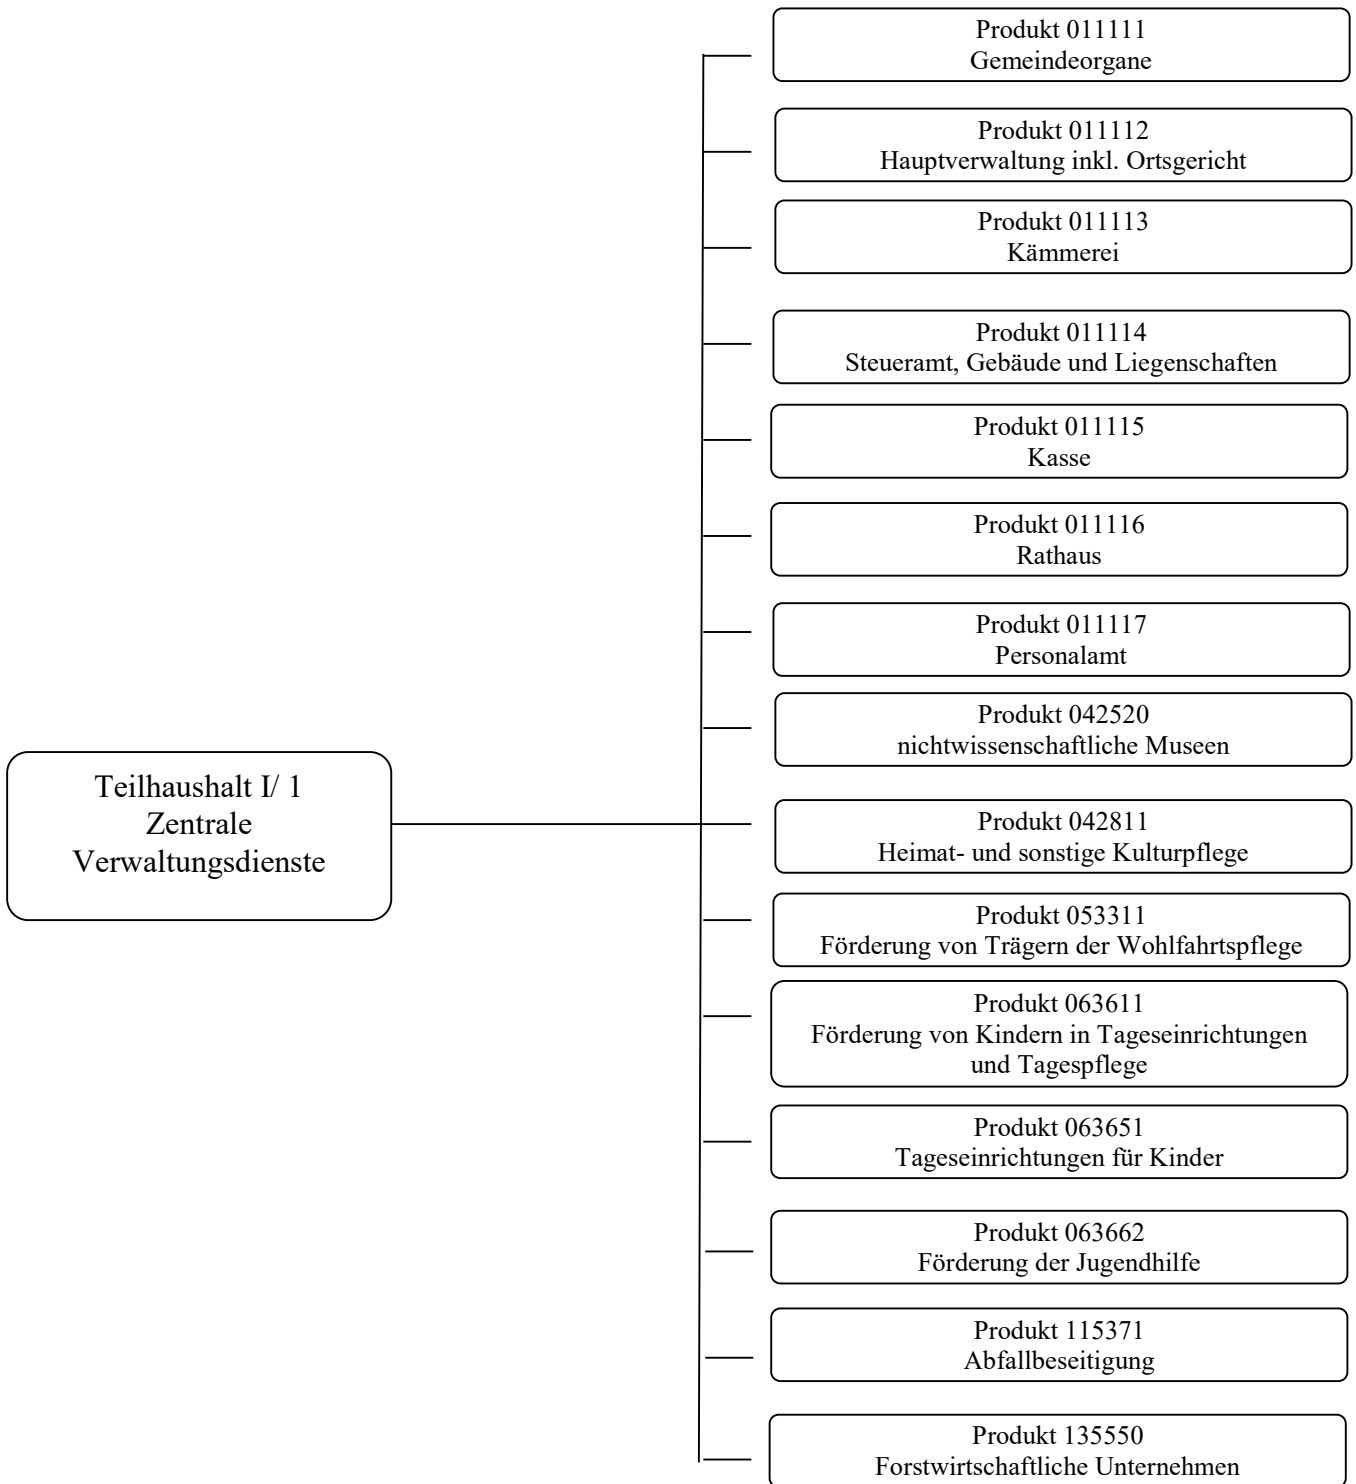 Produkt 011111
Gemeindeorgane
Produkt 011112
Hauptverwaltung inkl. Ortsgericht
Produkt 011113
Kämmerei
Produkt 011114
Steueramt, Gebäude und Liegenschaften
Produkt 011115
Kasse
Produkt 011116
Rathaus
Produkt 011117
Personalamt
Produkt 042520
nichtwissenschaftliche Museen
Teilhaushalt I/ 1
Zentrale
Verwaltungsdienste
Produkt 042811
Heimat- und sonstige Kulturpflege
Produkt 053311
Förderung von Trägern der Wohlfahrtspflege
Produkt 063611
Förderung von Kindern in Tageseinrichtungen
und Tagespflege
Produkt 063651
Tageseinrichtungen für Kinder
Produkt 063662
Förderung der Jugendhilfe
Produkt 115371
Abfallbeseitigung
Produkt 135550
Forstwirtschaftliche Unternehmen